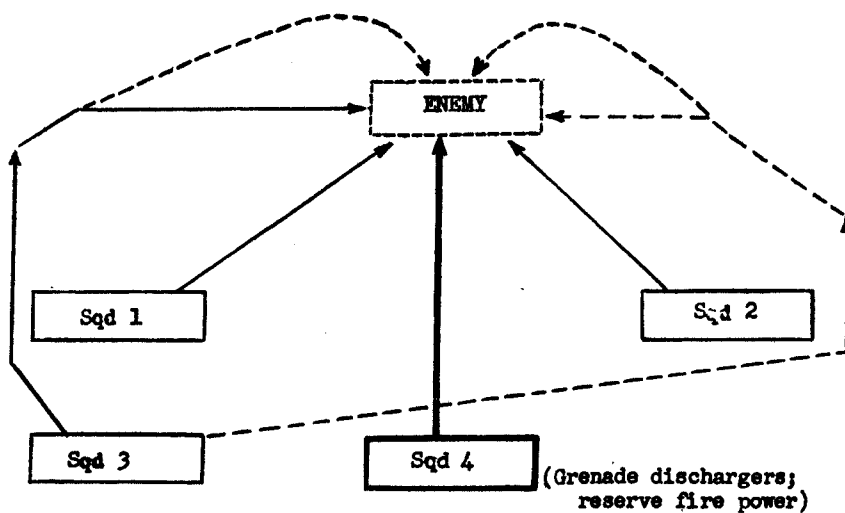 ENEMY
Sqd 1
Sqd 2
Sqd 3
Sqd 4
(Grenade dischargers;
reserve fire power)